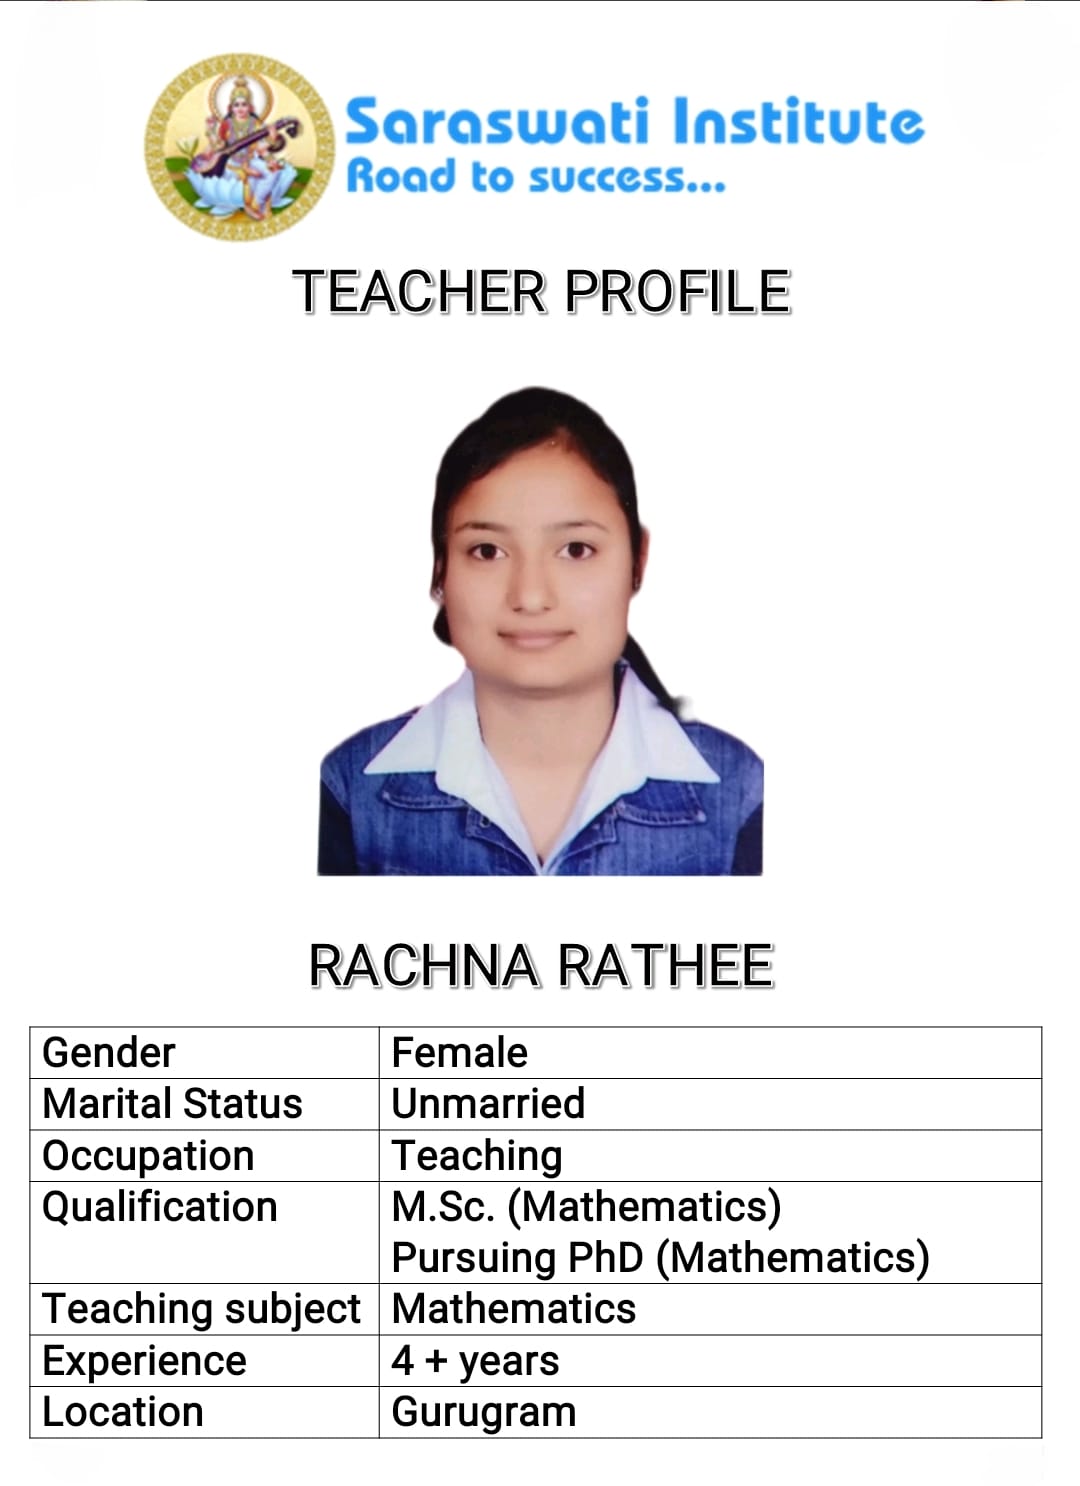 Saraswati Institute
Road to success...
TEACHER PROFILE
RACHNA RATHEE
Gender Female
Marital Status Unmarried
Occupation Teaching
Qualification M.Sc. (Mathematics)
Pursuing PhD (Mathematics)
Teaching subject Mathematics
Experience 4 + years
Location Gurugram